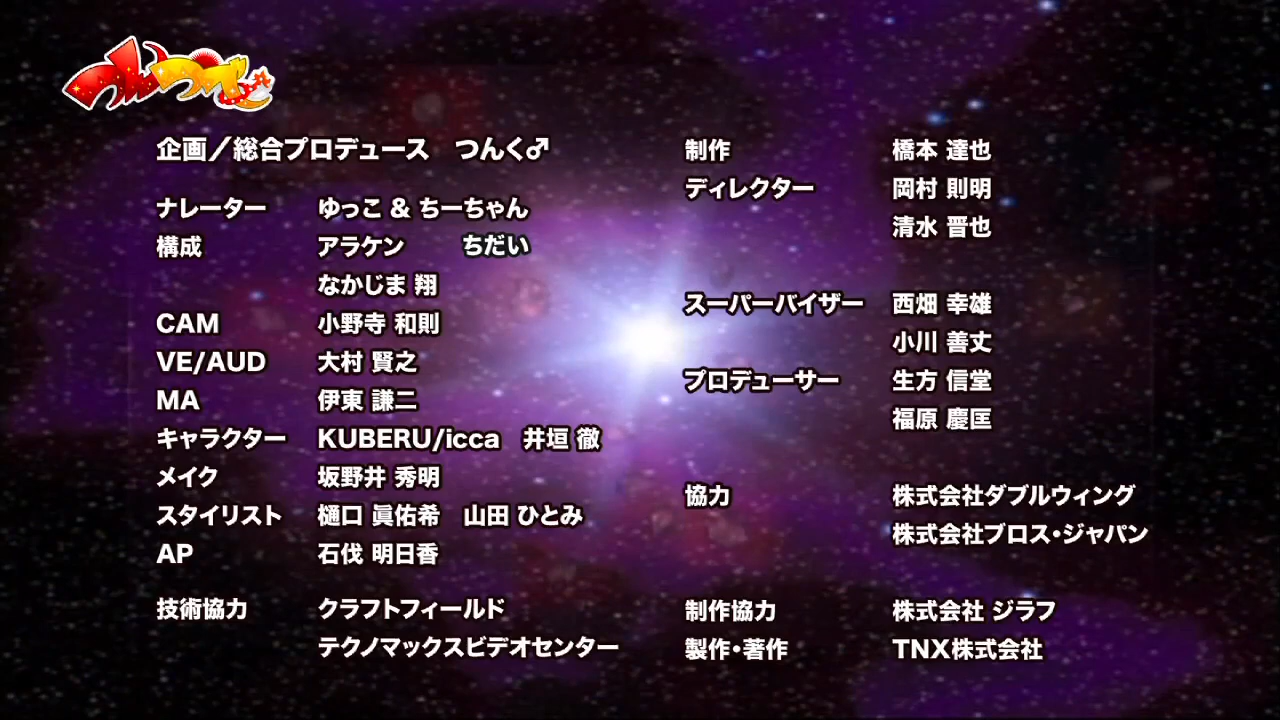 企画／総合プロデュース　つんく♂
ナレーター　ゆっこ & ちーちゃん
構成　アラケン　ちだい
なかじま 翔
CAM　小野寺 和則
VE/AUD　大村 賢之
MA　伊東 謙二
キャラクター　KUBERU/icca　井垣 徹
メイク　坂野井 秀明
スタイリスト　樋口 眞佑希　山田 ひとみ
AP　石伐 明日香
技術協力　クラフトフィールド
テクノマックスビデオセンター
制作　橋本 達也
ディレクター　岡村 則明
清水 晋也
スーパーバイザー　西畑 幸雄
小川 善丈
プロデューサー　生方 信堂
福原 慶匡
協力　株式会社ダブルウィング
株式会社ブロス・ジャパン
制作協力　株式会社 ジラフ
製作・著作　TNX株式会社